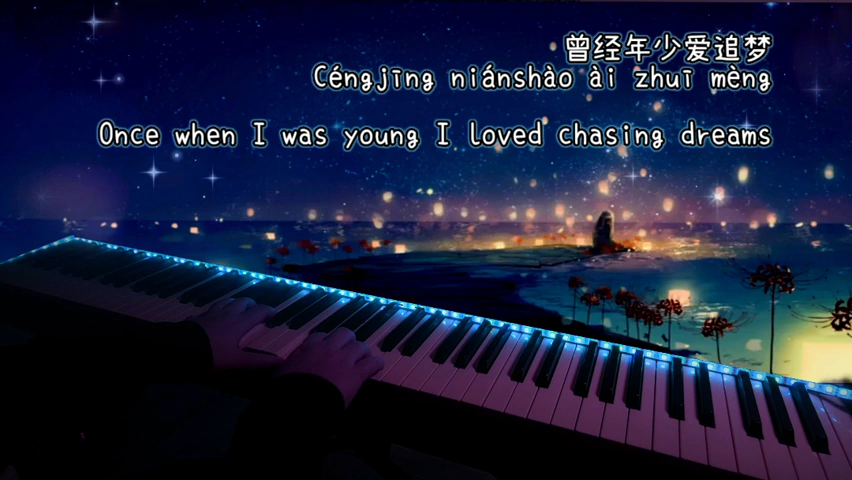 曾经年少爱追梦
Céngjīng niánshào ài zhuī mèng
Once when I was young I loved chasing dreams